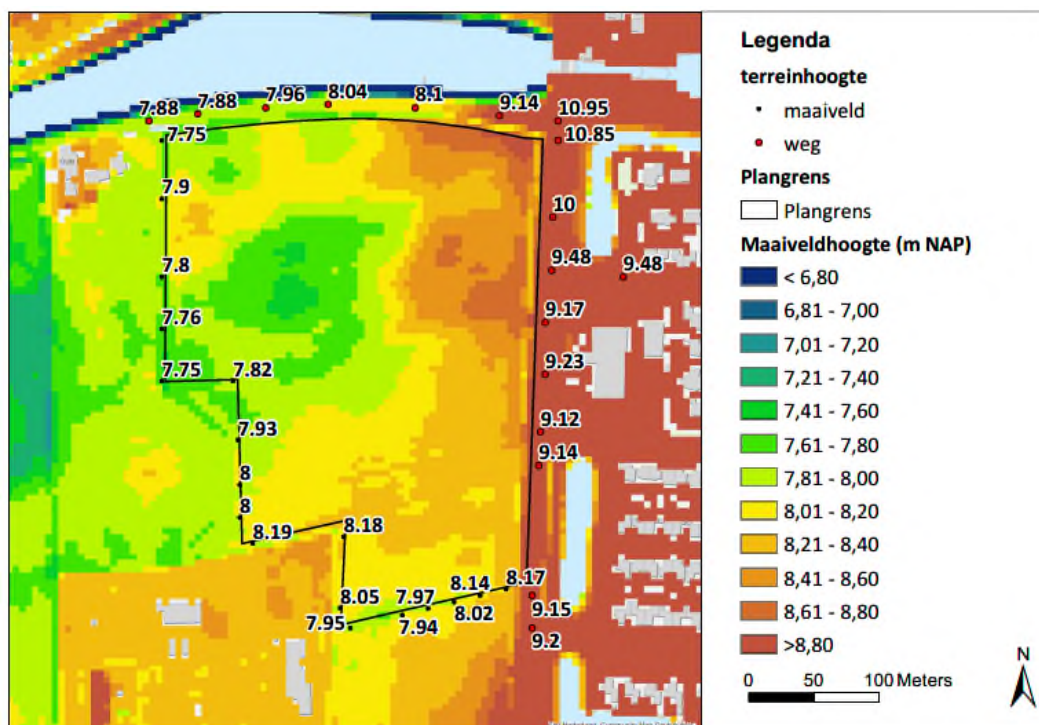 7.88
7.88
7.96
8.04
8.1
9.14
10.95
7.75
10.85
7.9
10
7.8
9.48
9.48
7.76
9.17
7.75
7.82
9.23
7.93
9.12
8
9.14
8
8.19
8.18
8.05
7.97
8.14
8.17
7.95
7.94
8.02
9.15
9.2
Legenda
terreinhoogte
maaiveld
weg
Plangrens
Plangrens
Maaiveldhoogte (m NAP)
< 6,80
6,81 - 7,00
7,01 - 7,20
7,21 - 7,40
7,41 - 7,60
7,61 - 7,80
7,81 - 8,00
8,01 - 8,20
8,21 - 8,40
8,41 - 8,60
8,61 - 8,80
>8,80
0 50 100 Meters
N